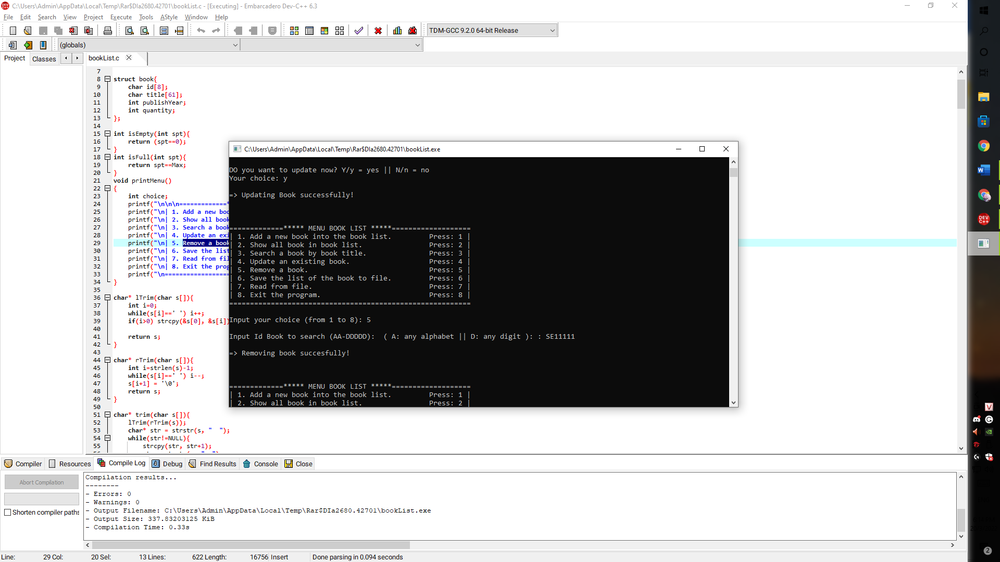 C:\Users\Admin\AppData\Local\Temp\Rar$DIa2680.42701\bookList.c - [Executing] - Embarcadero Dev-C++ 6.3
File Edit Search View Project Execute Tools AStyle Window Help
TDM-GCC 9.2.0 64-bit Release
(globals)
Project Classes bookList.c
7
8 struct book{
9 char id[8];
10 char title[61];
11 int publishYear;
12 int quantity;
13 };
14
15 int isEmpty(int spt){
16 return (spt==0);
17 }
18 int isFull(int spt){
19 return spt==Max;
20 }
21 void printMenu()
22 {
23 int choice;
24 printf("\n\n\n=============*
25 printf("\n| 1. Add a new boo
26 printf("\n| 2. Show all book
27 printf("\n| 3. Search a book
28 printf("\n| 4. Update an exi
29 printf("\n| 5. Remove a book
30 printf("\n| 6. Save the list
31 printf("\n| 7. Read from fil
32 printf("\n| 8. Exit the prog
33 printf("\n==================
34 }
35
36 char* lTrim(char s[]){
37 int i=0;
38 while(s[i]==' ') i++;
39 if(i>0) strcpy(&s[0], &s[i])
40
41 return s;
42 }
43
44 char* rTrim(char s[]){
45 int i=strlen(s)-1;
46 while(s[i]==' ') i--;
47 s[i+1] = '\0';
48 return s;
49 }
50
51 char* trim(char s[]){
52 lTrim(rTrim(s));
53 char* str = strstr(s, "  ");
54 while(str!=NULL){
55 strcpy(str, str+1);
C:\Users\Admin\AppData\Local\Temp\Rar$DIa2680.42701\bookList.exe
DO you want to update now? Y/y = yes || N/n = no
Your choice: y
=> Updating Book successfully!
=============***** MENU BOOK LIST *****===================
| 1. Add a new book into the book list. Press: 1 |
| 2. Show all book in book list. Press: 2 |
| 3. Search a book by book title. Press: 3 |
| 4. Update an existing book. Press: 4 |
| 5. Remove a book. Press: 5 |
| 6. Save the list of the book to file. Press: 6 |
| 7. Read from file. Press: 7 |
| 8. Exit the program. Press: 8 |
==========================================================
Input your choice (from 1 to 8): 5
Input Id Book to search (AA-DDDDD):  ( A: any alphabet || D: any digit ): : SE11111
=> Removing book succesfully!
=============***** MENU BOOK LIST *****===================
| 1. Add a new book into the book list. Press: 1 |
| 2. Show all book in book list. Press: 2 |
Compiler Resources Compile Log Debug Find Results Console Close
Abort Compilation
Shorten compiler paths
Compilation results...
--------
- Errors: 0
- Warnings: 0
- Output Filename: C:\Users\Admin\AppData\Local\Temp\Rar$DIa2680.42701\bookList.exe
- Output Size: 337.83203125 KiB
- Compilation Time: 0.33s
Line: 29 Col: 20 Sel: 13 Lines: 622 Length: 16756 Insert Done parsing in 0.094 seconds
DEV C++
2